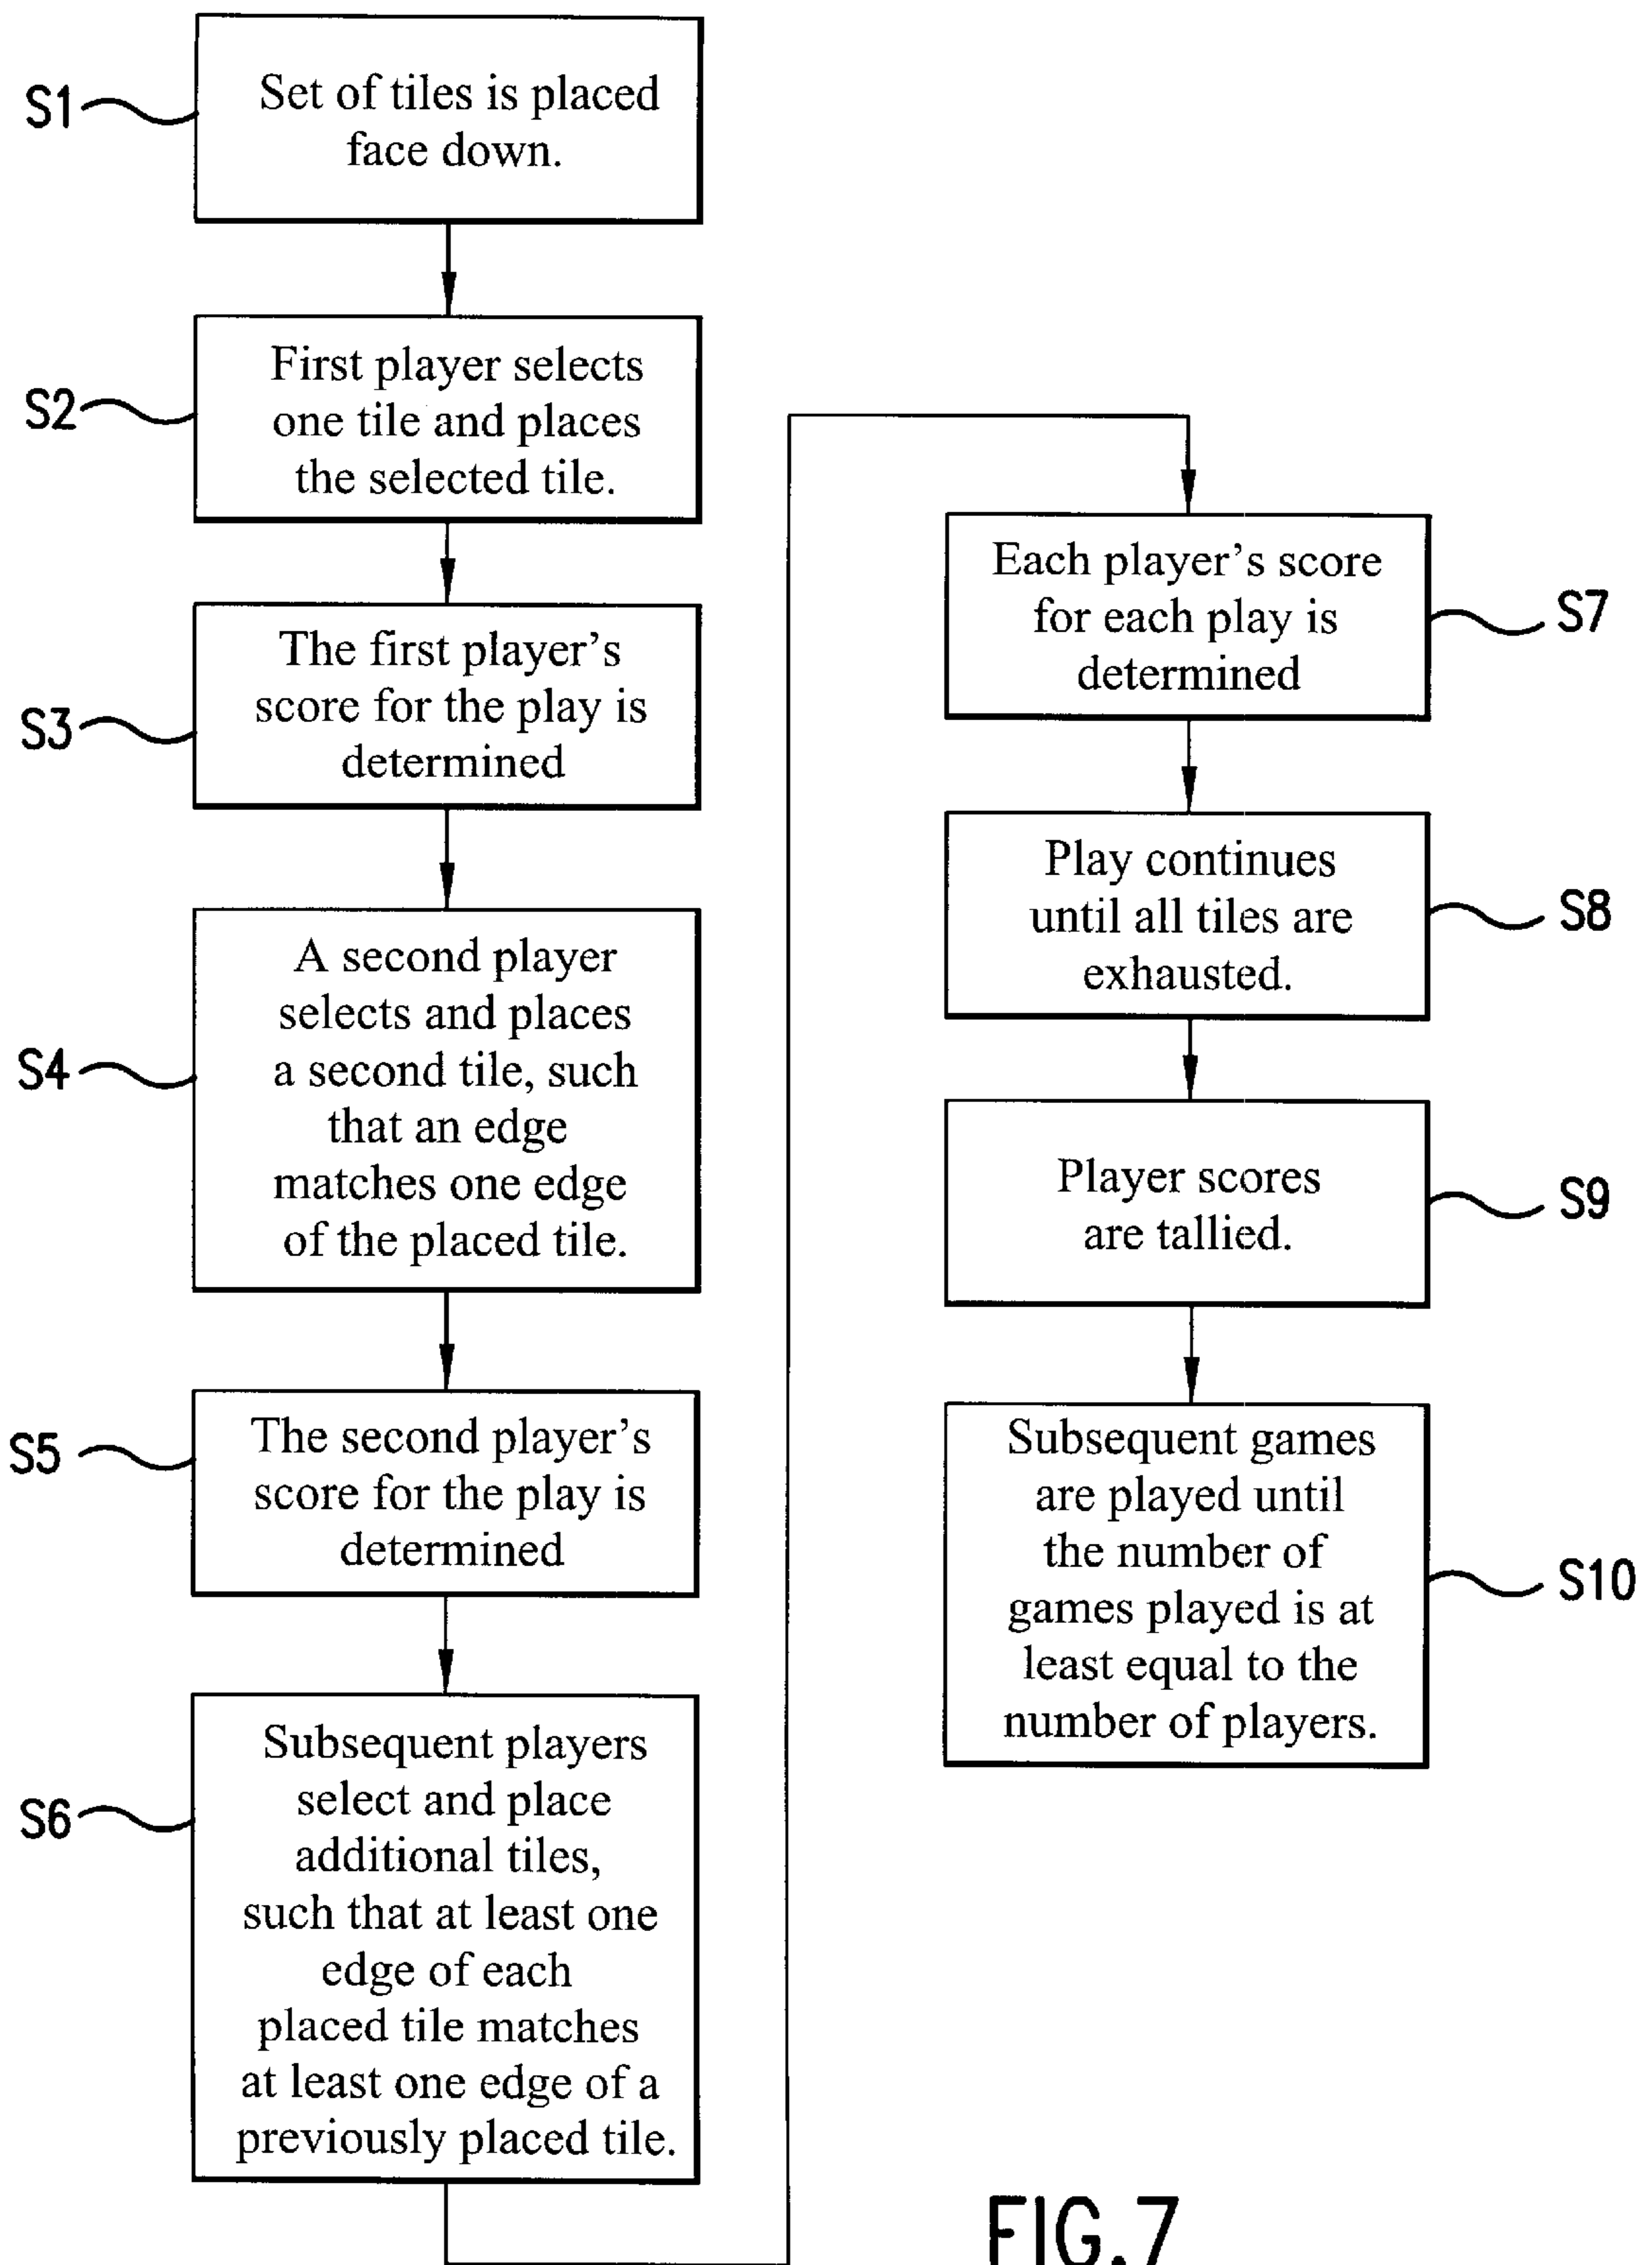 S1
Set of tiles is placed
face down.
S2
First player selects
one tile and places
the selected tile.
S3
The first player’s
score for the play is
determined
S4
A second player
selects and places
a second tile, such
that an edge
matches one edge
of the placed tile.
S5
The second player’s
score for the play is
determined
S6
Subsequent players
select and place
additional tiles,
such that at least one
edge of each
placed tile matches
at least one edge of a
previously placed tile.
Each player’s score
for each play is
determined
S7
Play continues
until all tiles are
exhausted.
S8
Player scores
are tallied.
S9
Subsequent games
are played until
the number of
games played is at
least equal to the
number of players.
S10
FIG.7